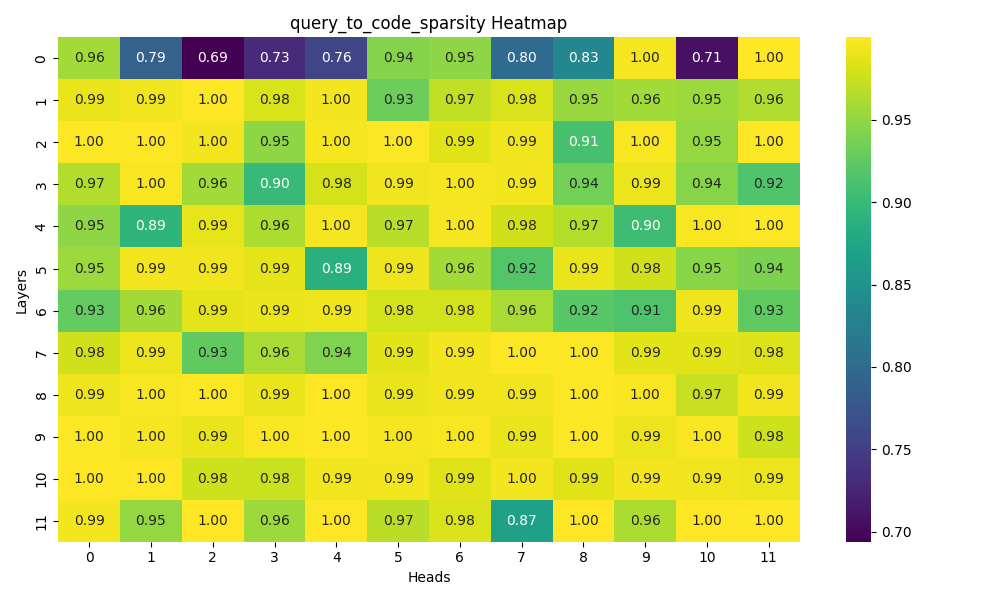 query_to_code_sparsity Heatmap
0 0.96 0.79 0.69 0.73 0.76 0.94 0.95 0.80 0.83 1.00 0.71 1.00
1 0.99 0.99 1.00 0.98 1.00 0.93 0.97 0.98 0.95 0.96 0.95 0.96
2 1.00 1.00 1.00 0.95 1.00 1.00 0.99 0.99 0.91 1.00 0.95 1.00
3 0.97 1.00 0.96 0.90 0.98 0.99 1.00 0.99 0.94 0.99 0.94 0.92
4 0.95 0.89 0.99 0.96 1.00 0.97 1.00 0.98 0.97 0.90 1.00 1.00
5 0.95 0.99 0.99 0.99 0.89 0.99 0.96 0.92 0.99 0.98 0.95 0.94
6 0.93 0.96 0.99 0.99 0.99 0.98 0.98 0.96 0.92 0.91 0.99 0.93
7 0.98 0.99 0.93 0.96 0.94 0.99 0.99 1.00 1.00 0.99 0.99 0.98
8 0.99 1.00 1.00 0.99 1.00 0.99 0.99 0.99 1.00 1.00 0.97 0.99
9 1.00 1.00 0.99 1.00 1.00 1.00 1.00 0.99 1.00 0.99 1.00 0.98
10 1.00 1.00 0.98 0.98 0.99 0.99 0.99 1.00 0.99 0.99 0.99 0.99
11 0.99 0.95 1.00 0.96 1.00 0.97 0.98 0.87 1.00 0.96 1.00 1.00
0 1 2 3 4 5 6 7 8 9 10 11
Heads
Layers
0.95
0.90
0.85
0.80
0.75
0.70